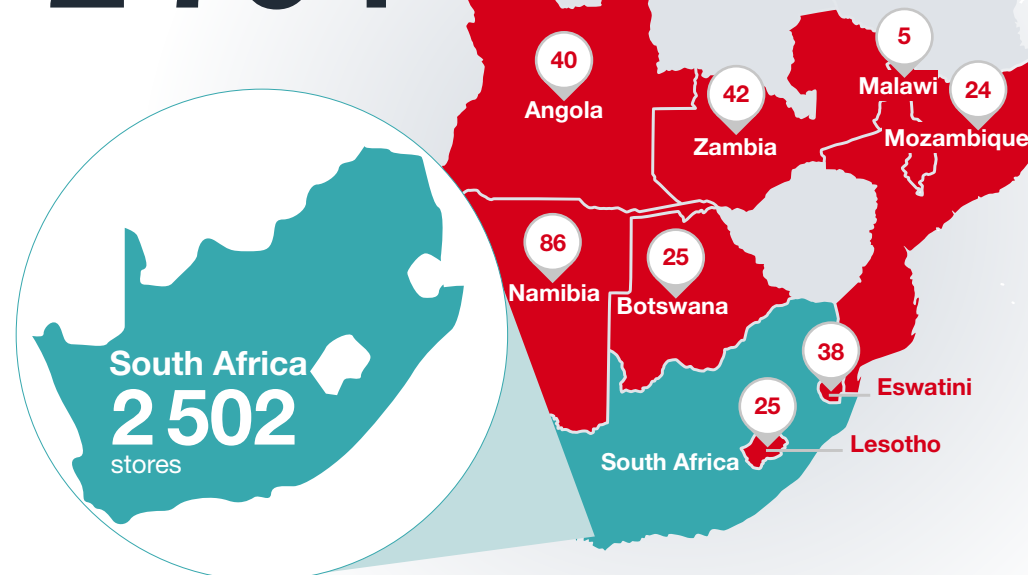 40
Angola
42
Zambia
5
Malawi
24
Mozambique
86
Namibia
25
Botswana
38
Eswatini
25
Lesotho
South Africa
South Africa
2 502
stores